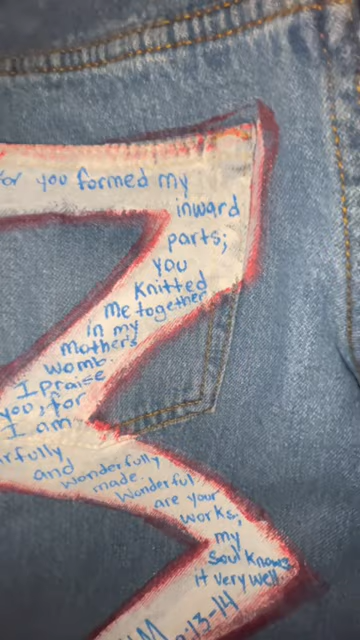 for you formed my
inward
parts;
you
Knitted
me together
in my
mother's
womb.
I praise
you, for
I am
and wonderfully
made.
Wonderful
are your
works;
my
soul knows
it very well.
:13-14